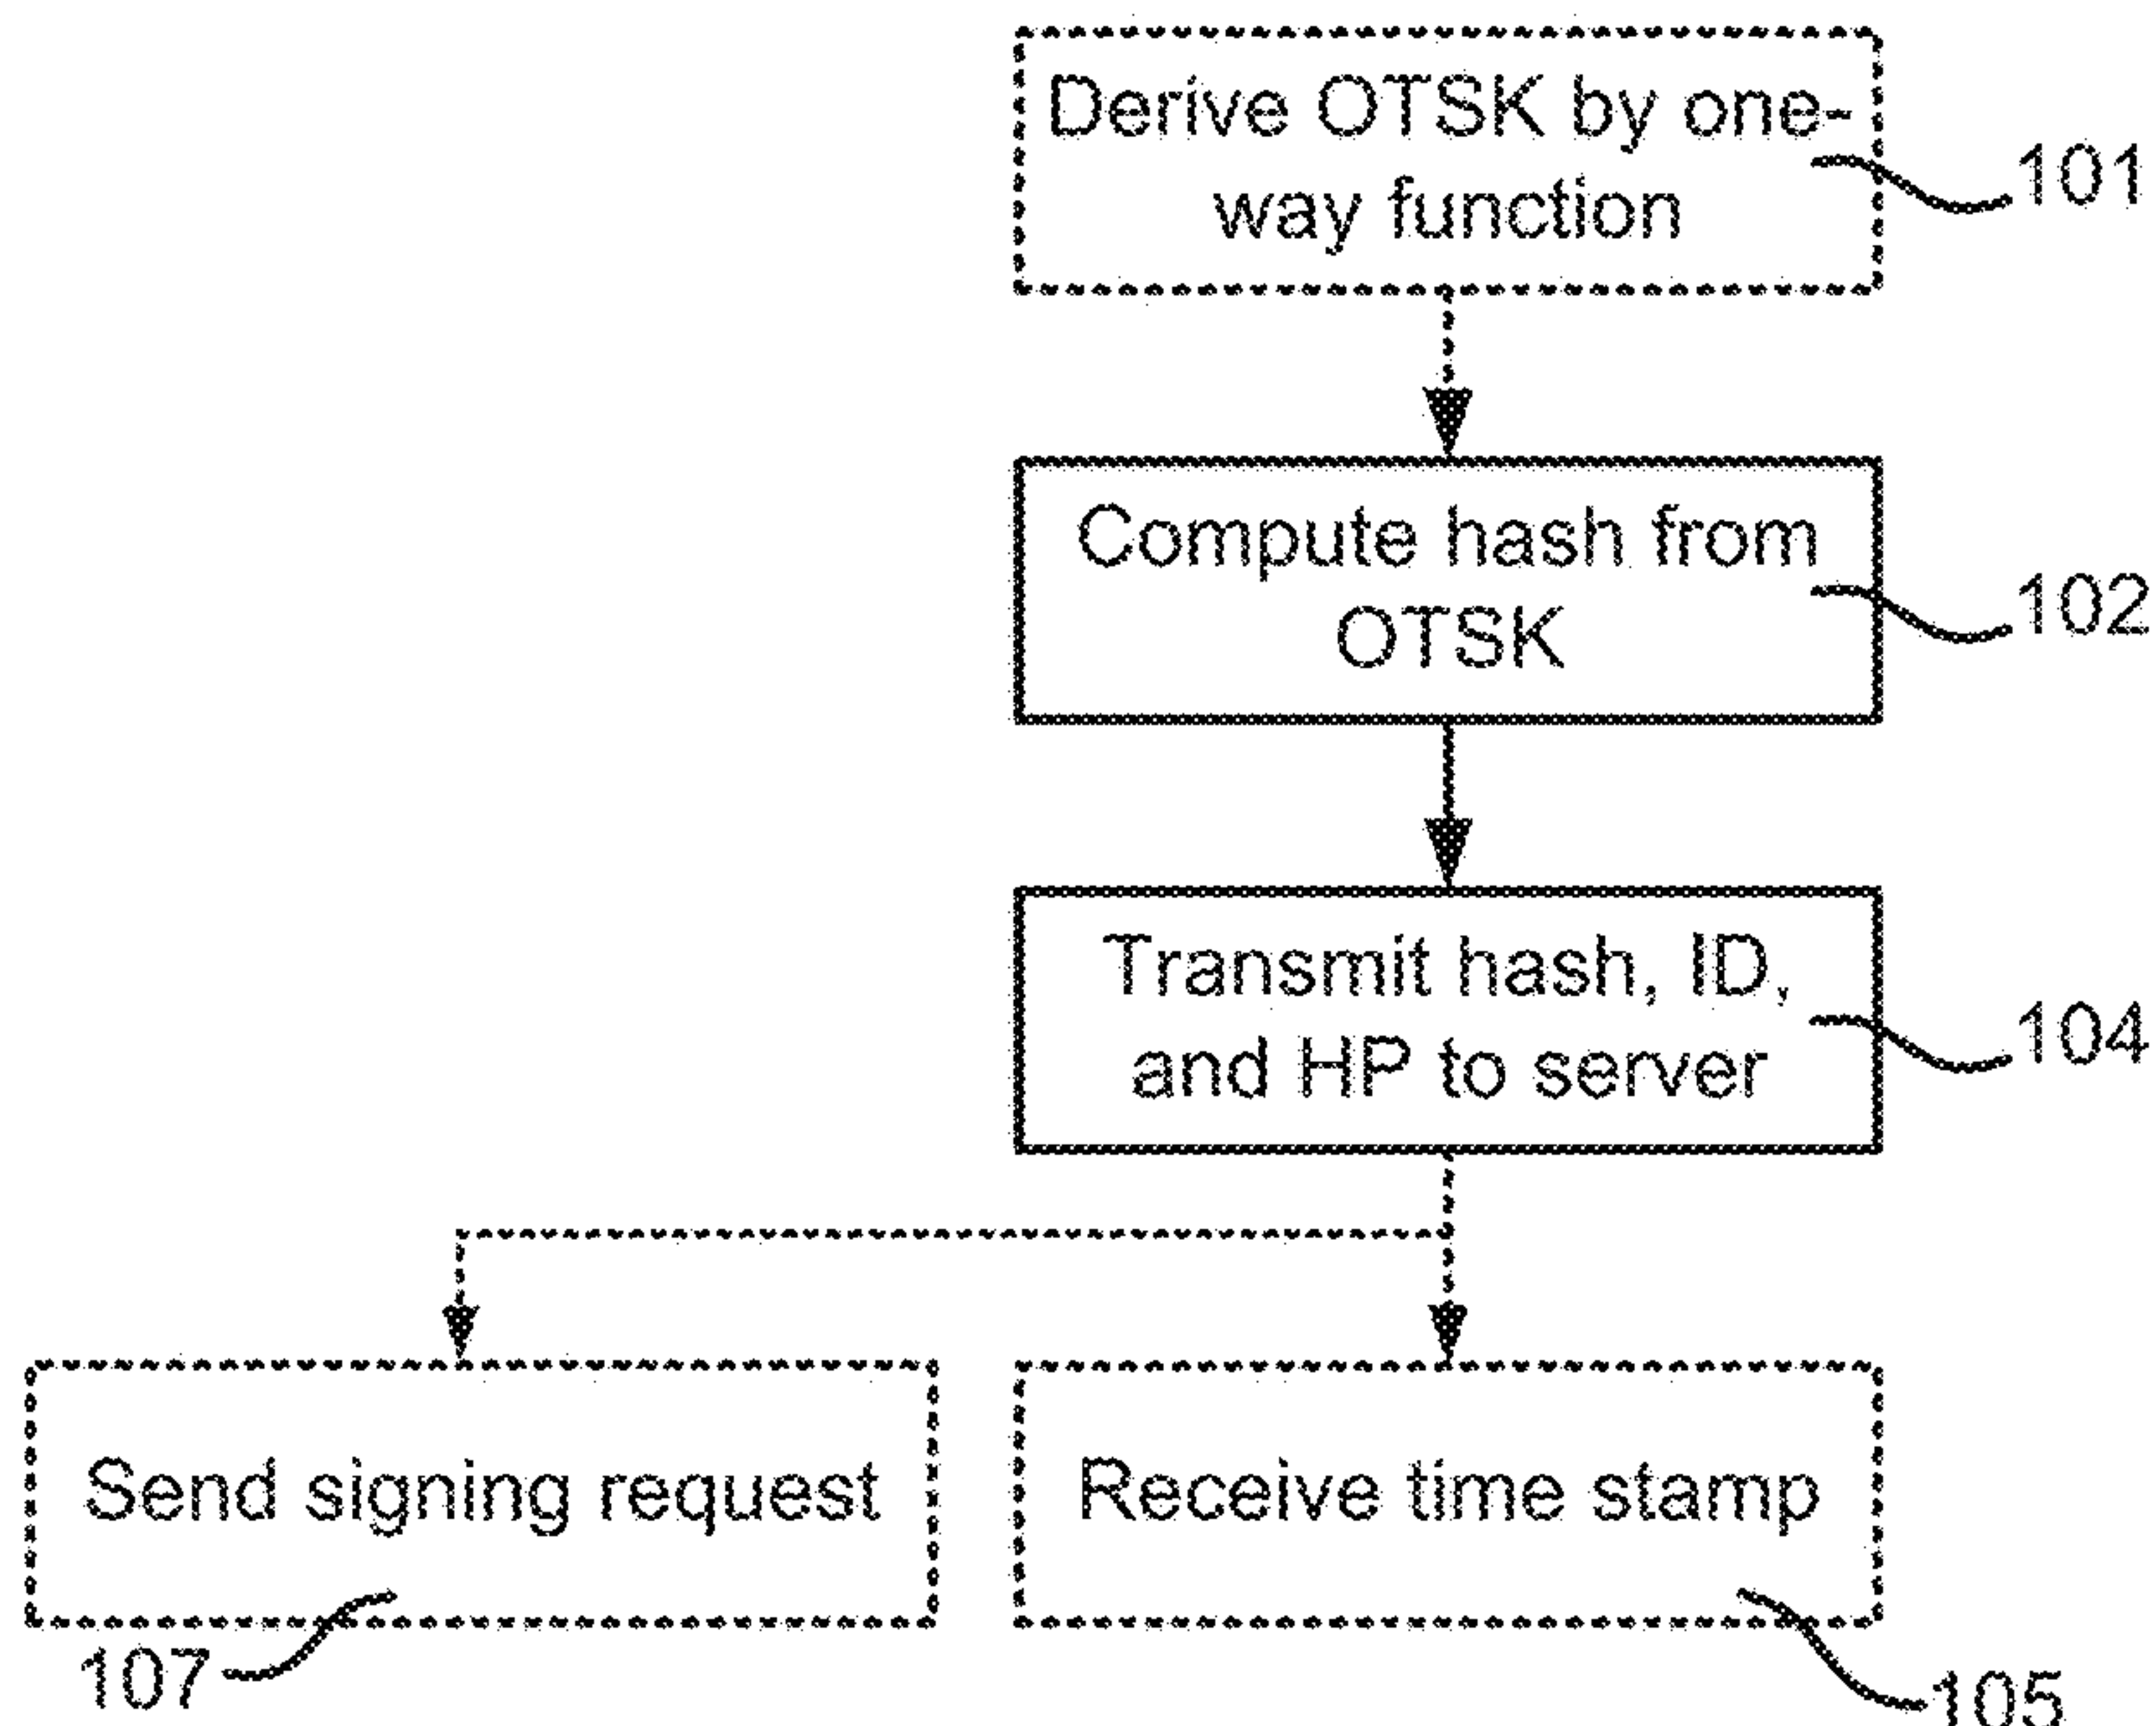 Derive OTSK by one-
way function
101
Compute hash from
OTSK
102
Transmit hash, ID,
and HP to server
104
Send signing request
107
Receive time stamp
105